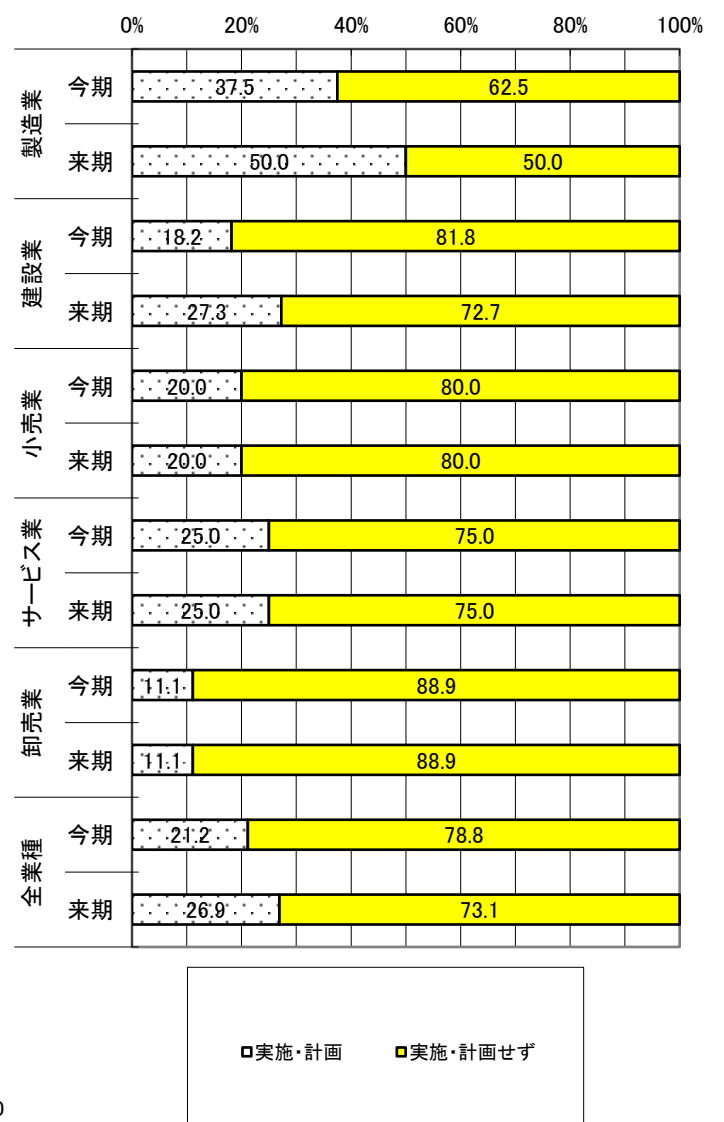 0% 20% 40% 60% 80% 100%
製造業
今期 37.5 62.5
来期 50.0 50.0
建設業
今期 18.2 81.8
来期 27.3 72.7
小売業
今期 20.0 80.0
来期 20.0 80.0
サービス業
今期 25.0 75.0
来期 25.0 75.0
卸売業
今期 11.1 88.9
来期 11.1 88.9
全業種
今期 21.2 78.8
来期 26.9 73.1
実施・計画 実施・計画せず
0